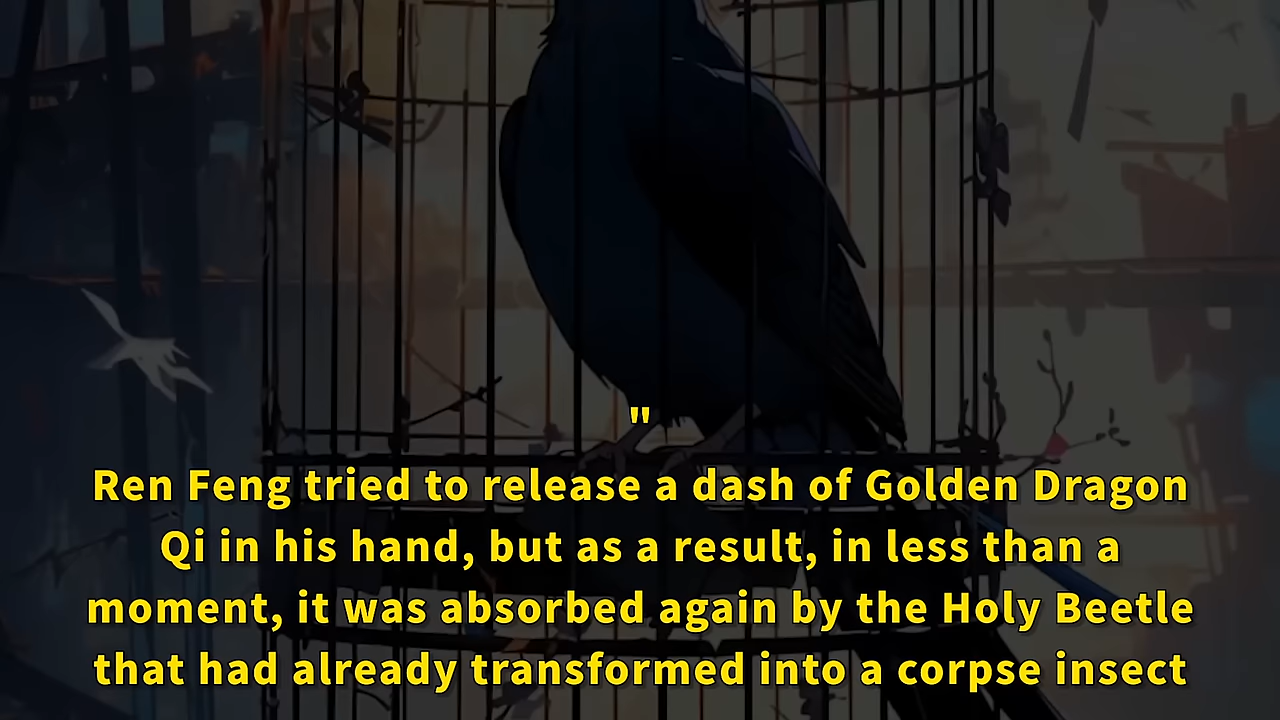 "
Ren Feng tried to release a dash of Golden Dragon
Qi in his hand, but as a result, in less than a
moment, it was absorbed again by the Holy Beetle
that had already transformed into a corpse insect